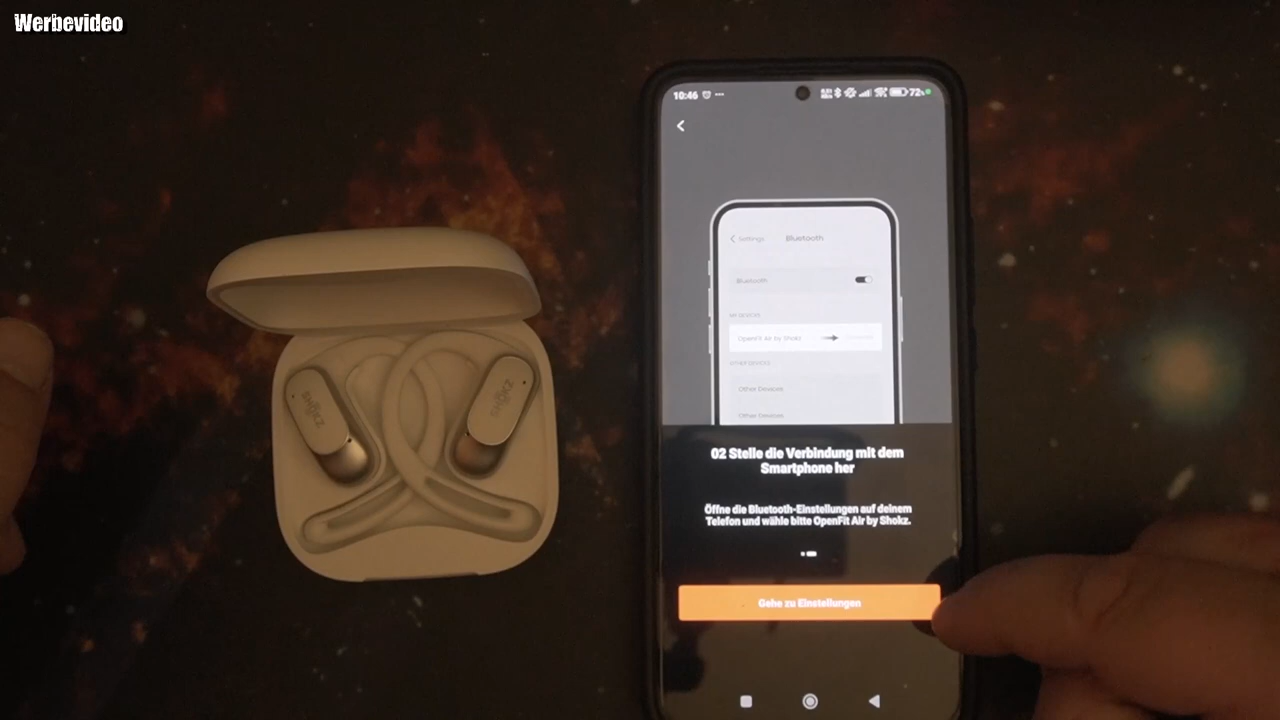 Werbevideo
10:46
72%
Settings
Bluetooth
Bluetooth
OpenFit Air by Shokz
Other Devices
Other Devices
02 Stelle die Verbindung mit dem
Smartphone her
Öffne die Bluetooth-Einstellungen auf deinem
Telefon und wähle bitte OpenFit Air by Shokz.
Gehe zu Einstellungen
SHOKZ
SHOKZ